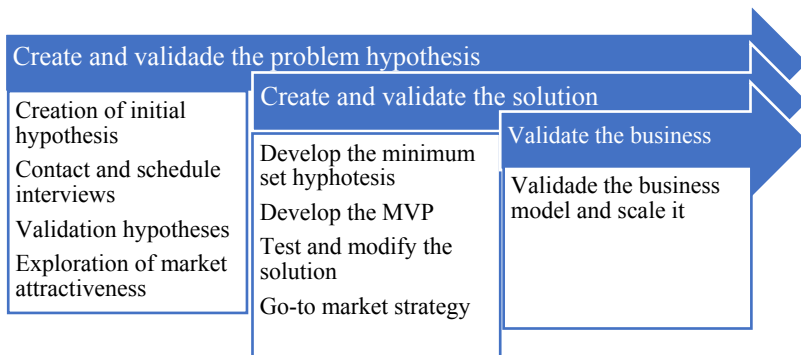 Create and validade the problem hypothesis
Creation of initial
hypothesis
Contact and schedule
interviews
Validation hypotheses
Exploration of market
attractiveness
Create and validate the solution
Develop the minimum
set hyphotesis
Develop the MVP
Test and modify the
solution
Go-to market strategy
Validate the business
Validade the business
model and scale it